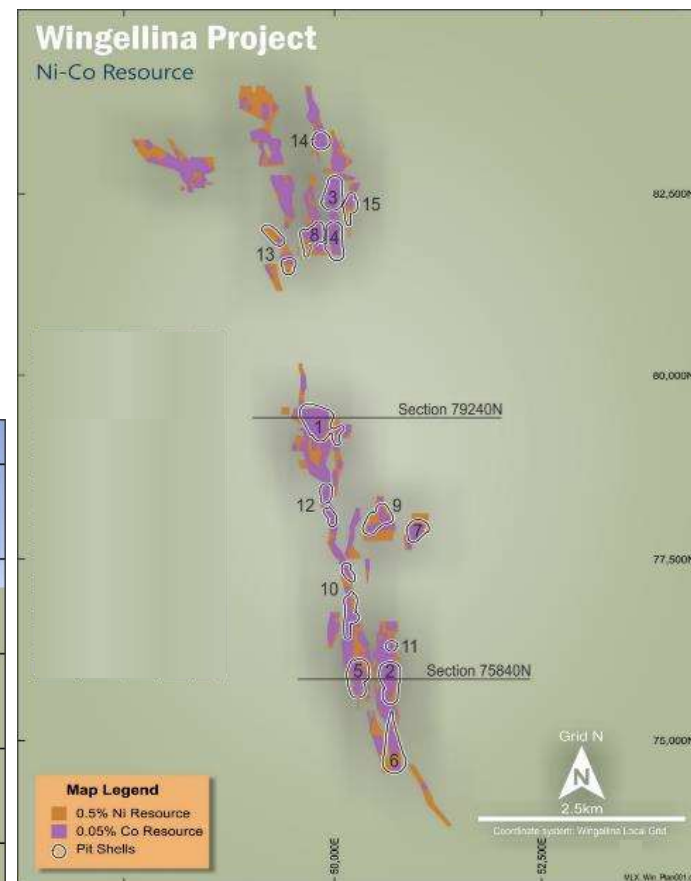 Wingellina Project
Ni-Co Resource
14
3
15
82,500N
8
4
13
80,000N
Section 79240N
1
12
9
7
77,500N
10
11
5
2
Section 75840N
75,000N
6
Grid N
N
2.5km
Coordinate system: Wingellina Local Grid
Map Legend
0.5% Ni Resource
0.05% Co Resource
Pit Shells
50,000E
52,500E